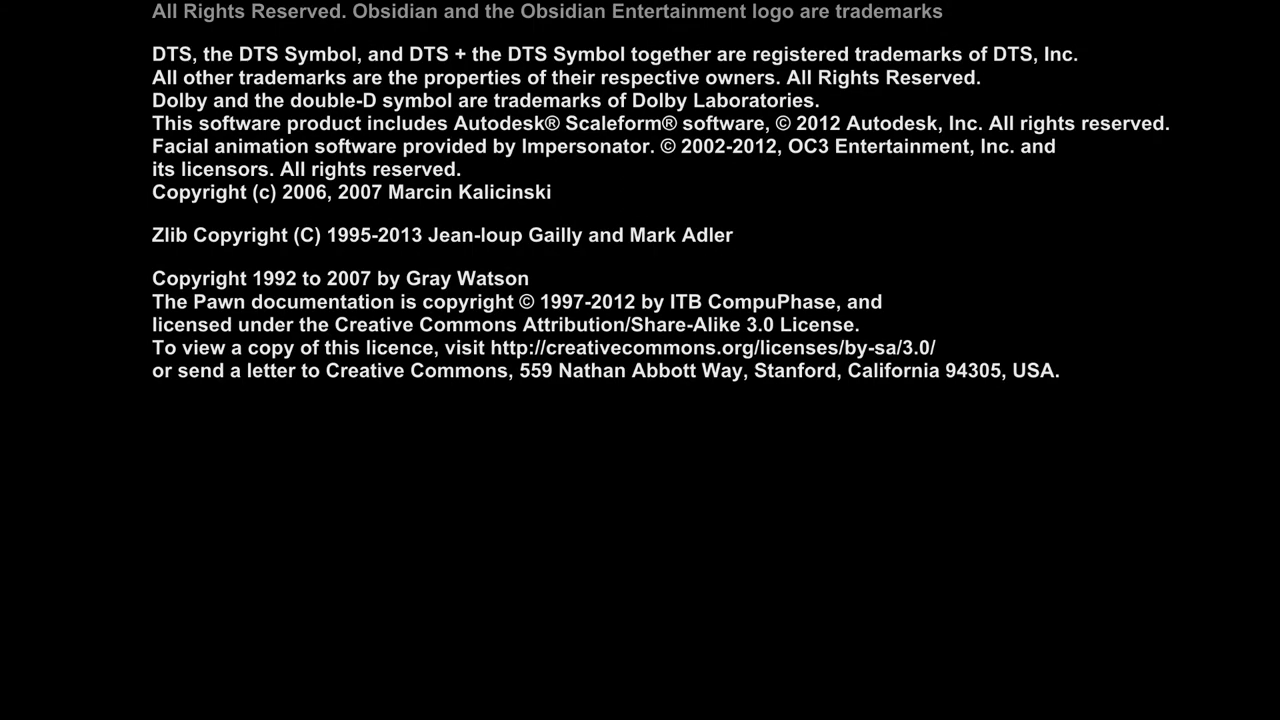 All Rights Reserved. Obsidian and the Obsidian Entertainment logo are trademarks
DTS, the DTS Symbol, and DTS + the DTS Symbol together are registered trademarks of DTS, Inc.
All other trademarks are the properties of their respective owners. All Rights Reserved.
Dolby and the double-D symbol are trademarks of Dolby Laboratories.
This software product includes Autodesk® Scaleform® software, © 2012 Autodesk, Inc. All rights reserved.
Facial animation software provided by Impersonator. © 2002-2012, OC3 Entertainment, Inc. and
its licensors. All rights reserved.
Copyright (c) 2006, 2007 Marcin Kalicinski
Zlib Copyright (C) 1995-2013 Jean-loup Gailly and Mark Adler
Copyright 1992 to 2007 by Gray Watson
The Pawn documentation is copyright © 1997-2012 by ITB CompuPhase, and
licensed under the Creative Commons Attribution/Share-Alike 3.0 License.
To view a copy of this licence, visit http://creativecommons.org/licenses/by-sa/3.0/
or send a letter to Creative Commons, 559 Nathan Abbott Way, Stanford, California 94305, USA.